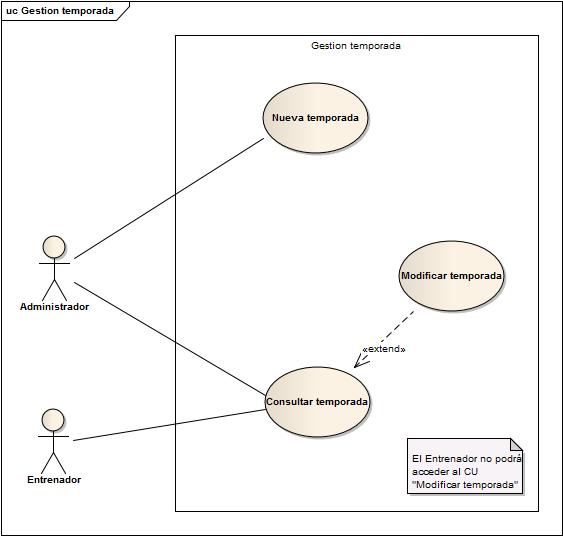 uc Gestion temporada
Gestion temporada
Nueva temporada
Modificar temporada
Administrador
«extend»
Consultar temporada
Entrenador
El Entrenador no podrá
acceder al CU
"Modificar temporada"